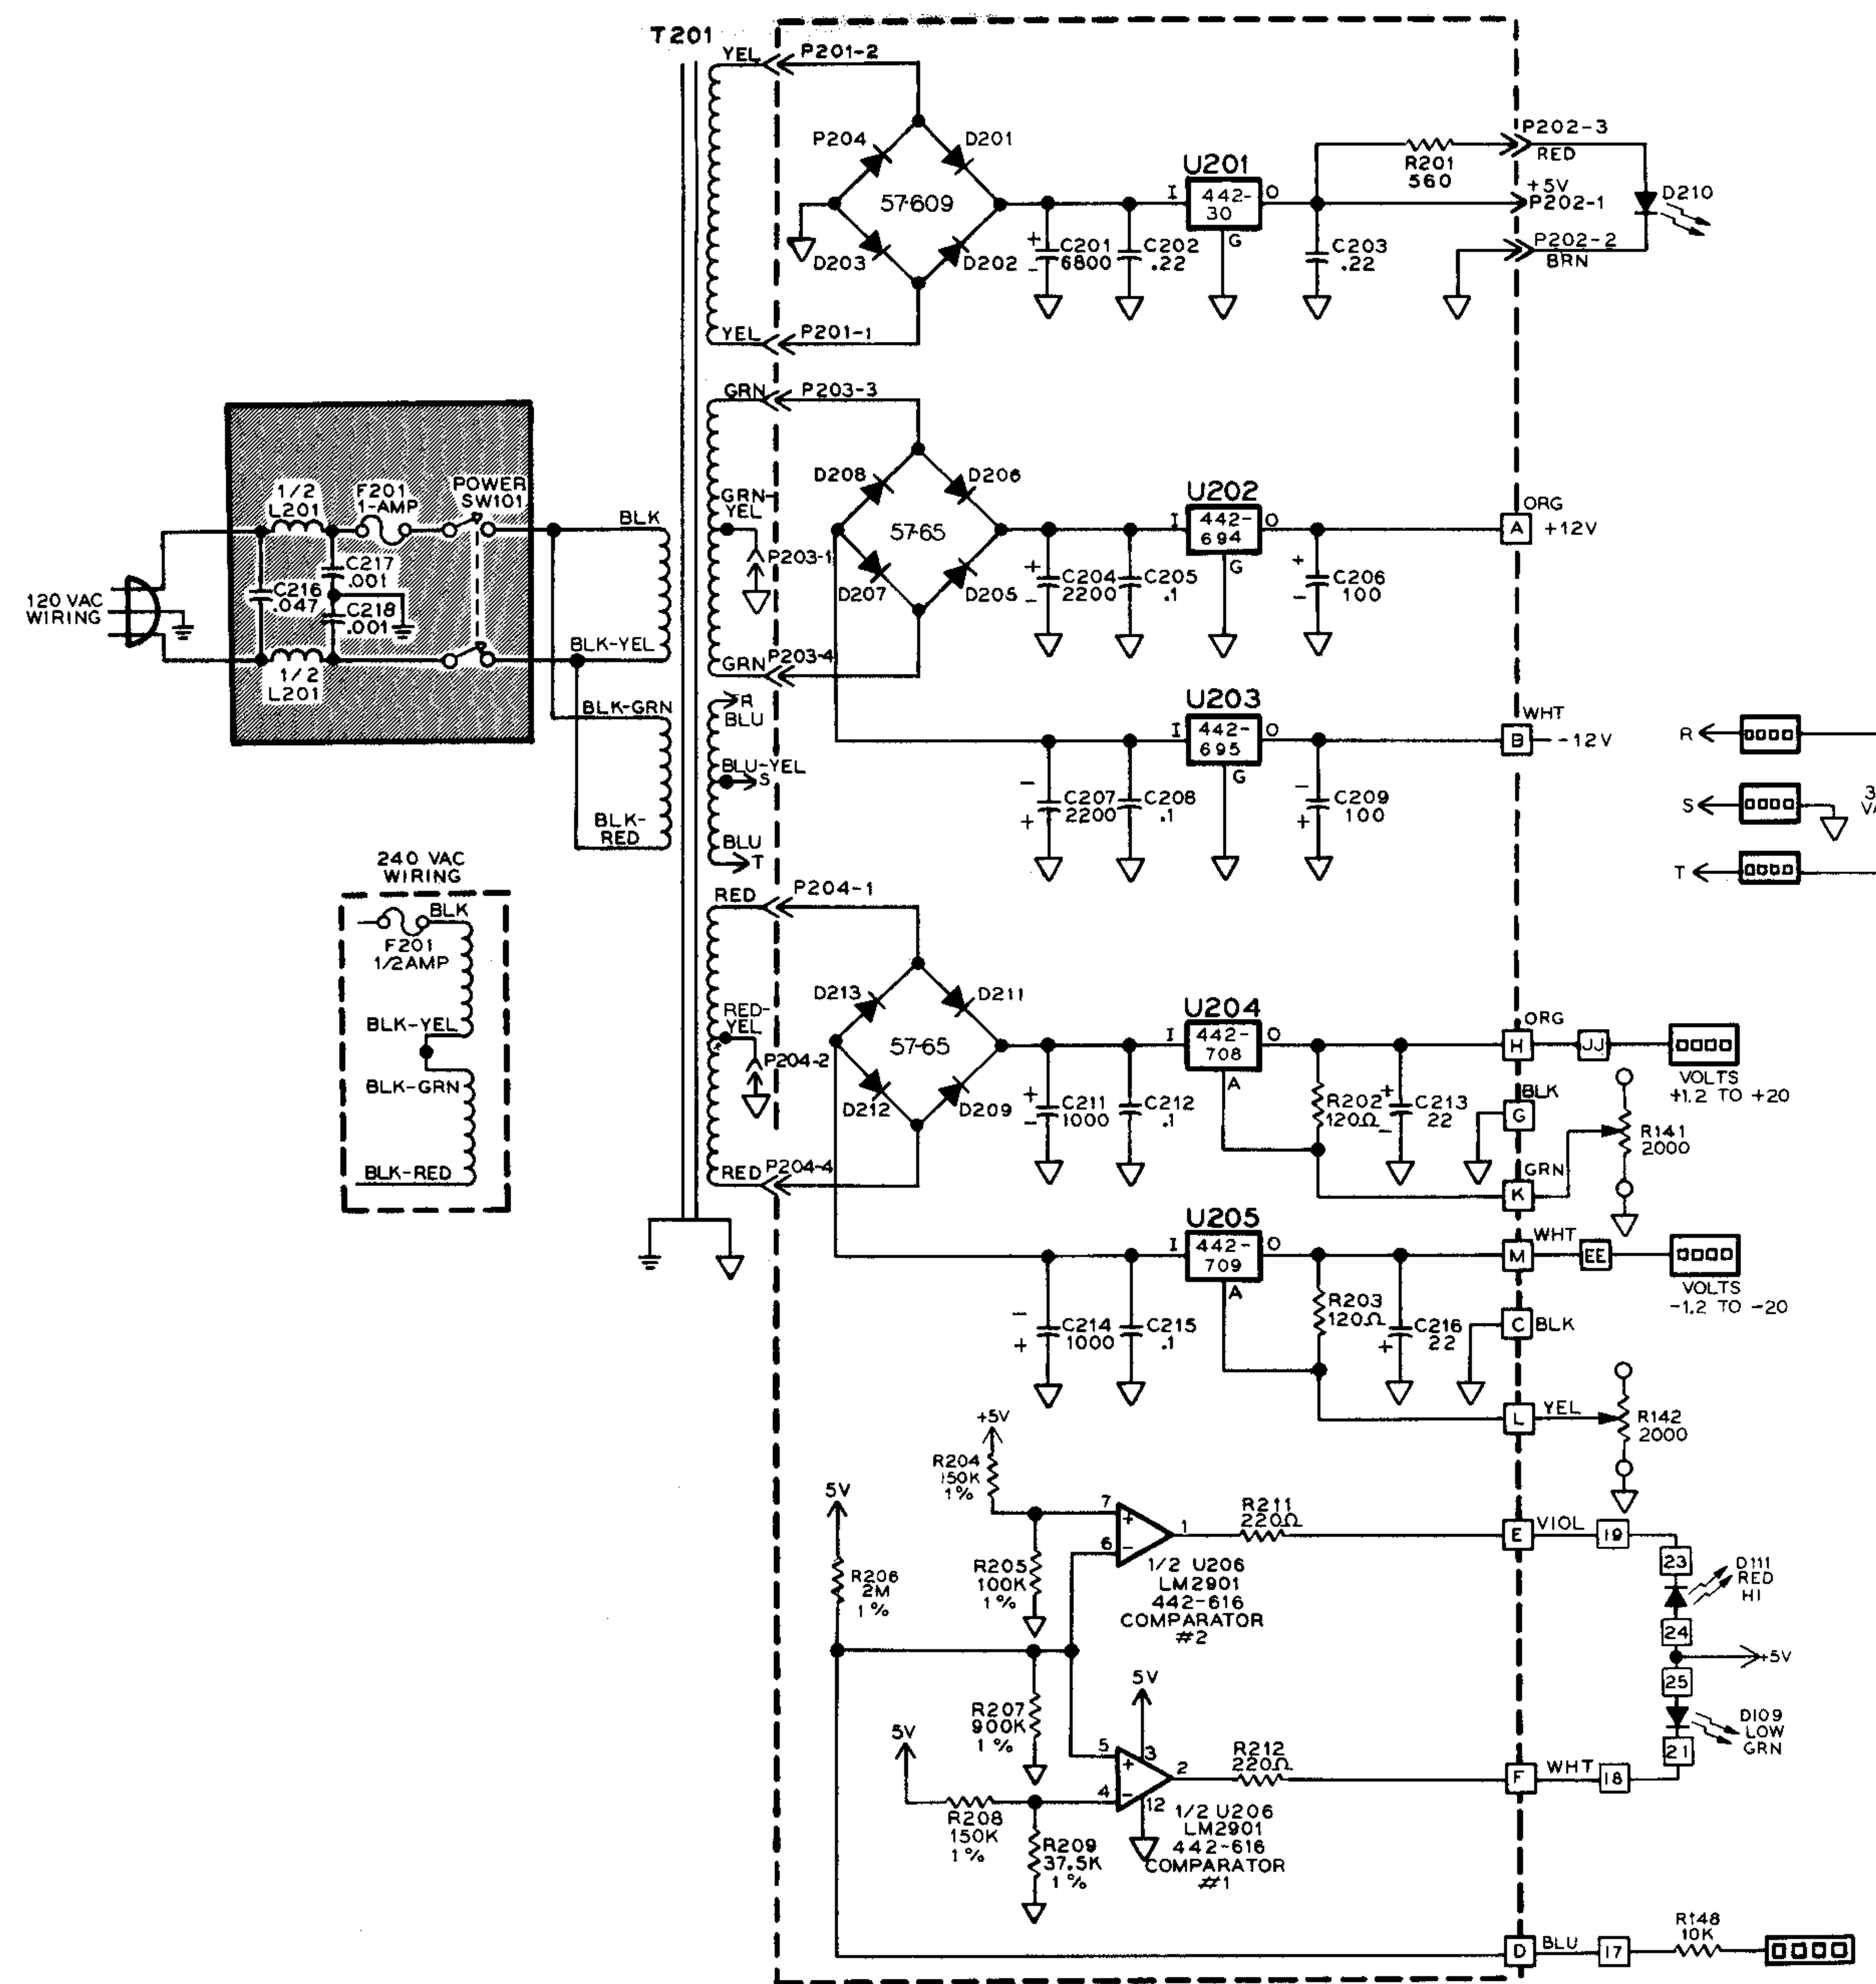 T201
YEL
P201-2
P204
D201
57-609
D203
D202
YEL
P201-1
U201
I
442-
30
O
G
+
C201
6800
-
C202
.22
C203
.22
R201
560
P202-3
RED
+5V
P202-1
P202-2
BRN
D210
GRN
P203-3
D208
D206
57-65
D207
D205
GRN-
YEL
P203-1
GRN
P203-4
U202
I
442-
694
O
G
+
C204
2200
-
C205
.1
+
C206
100
-
ORG
A
+12V
1/2
L201
F201
1-AMP
POWER
SW101
C217
.001
C216
.047
C218
.001
1/2
L201
120 VAC
WIRING
BLK
BLK-YEL
BLK-GRN
BLK-
RED
R
BLU
BLU-YEL
S
BLU
T
U203
I
442-
695
O
G
-
C207
2200
+
C208
.1
-
C209
100
+
WHT
B
-12V
R
S
3
VA
T
240 VAC
WIRING
BLK
F201
1/2AMP
BLK-YEL
BLK-GRN
BLK-RED
RED
P204-1
D213
D211
57-65
D212
D209
RED-
YEL
P204-2
RED
P204-4
U204
I
442-
708
O
A
+
C211
1000
-
C212
.1
R202
120Ω
+
C213
22
-
ORG
H
JJ
VOLTS
+1.2 TO +20
BLK
G
GRN
K
R141
2000
U205
I
442-
709
O
A
-
C214
1000
+
C215
.1
R203
120Ω
C216
22
+
WHT
M
EE
VOLTS
-1.2 TO -20
C
BLK
L
YEL
R142
2000
+5V
R204
150K
1%
5V
R206
2M
1%
R205
100K
1%
7
+
6
-
1
1/2 U206
LM2901
442-616
COMPARATOR
#2
R211
220Ω
E
VIOL
19
23
D111
RED
HI
24
+5V
25
D109
LOW
GRN
21
R207
900K
1%
5V
5V
5
+
3
4
-
12
2
R212
220Ω
F
WHT
18
R208
150K
1%
R209
37.5K
1%
1/2 U206
LM2901
442-616
COMPARATOR
#1
D
BLU
17
R148
10K